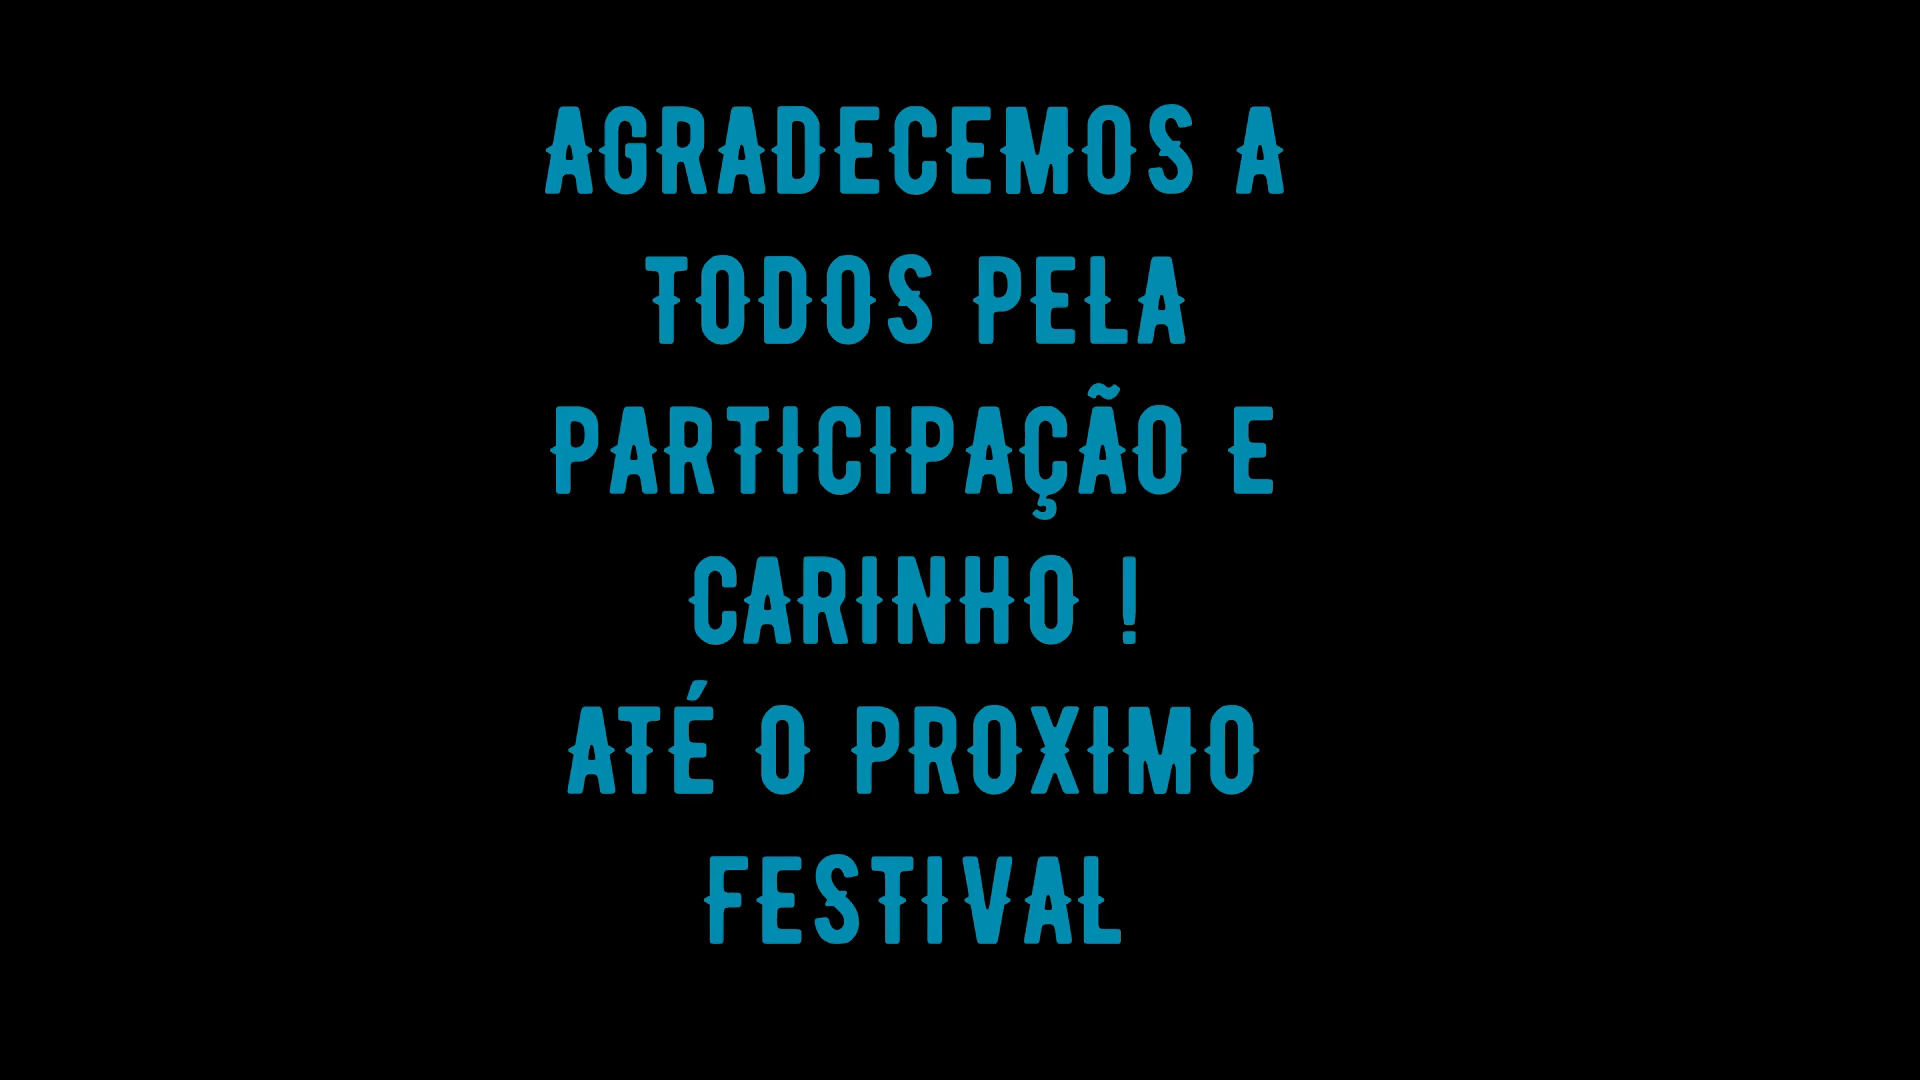 AGRADECEMOS A
TODOS PELA
PARTICIPAÇÃO E
CARINHO !
ATÉ O PROXIMO
FESTIVAL